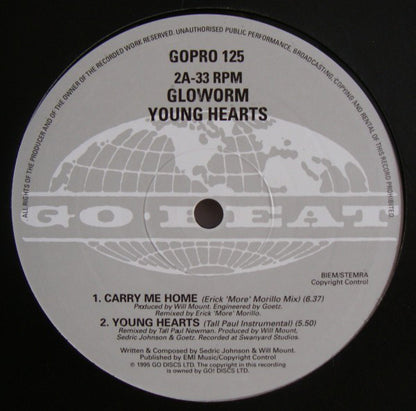 ALL RIGHTS OF THE PRODUCER AND OF THE OWNER OF THE RECORDED WORK RESERVED. UNAUTHORISED PUBLIC PERFORMANCE, BROADCASTING, COPYING AND RENTAL OF THIS RECORD PROHIBITED
GOPRO 125
2A-33 RPM
GLOWORM
YOUNG HEARTS
GO · BEAT
BIEM/STEMRA
Copyright Control
1. CARRY ME HOME (Erick 'More' Morillo Mix) (6.37)
Produced by Will Mount. Engineered by Goetz.
Remixed by Erick 'More' Morillo.
2. YOUNG HEARTS (Tall Paul Instrumental) (5.50)
Remixed by Tall Paul Newman. Produced by Will Mount,
Sedric Johnson & Goetz. Recorded at Swanyard Studios.
Written & Composed by Sedric Johnson & Will Mount.
Published by EMI Music/Copyright Control
℗ 1995 GO! DISCS LTD. The copyright in this recording
is owned by GO! DISCS LTD.